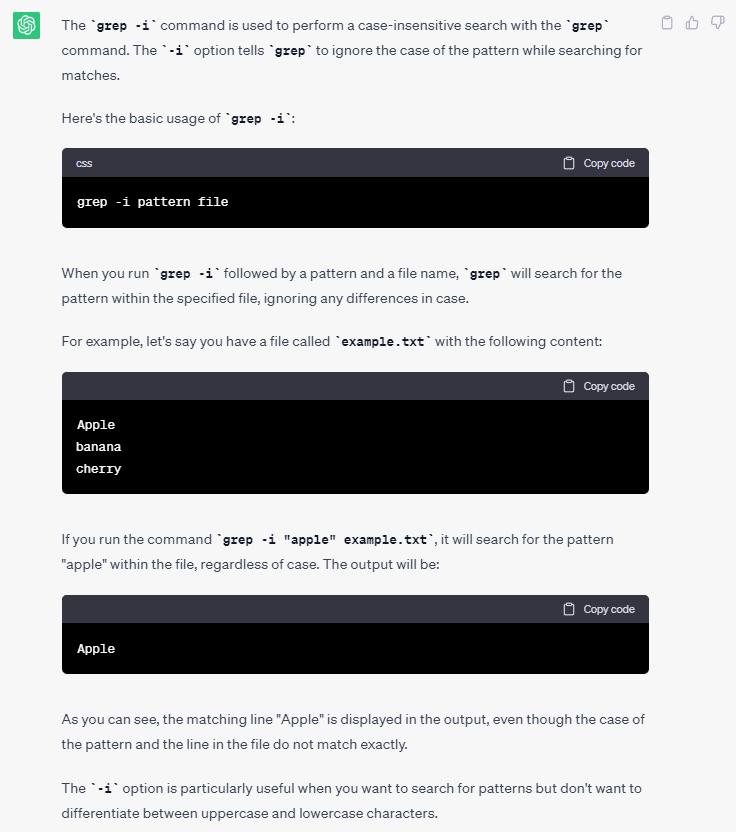 The `grep -i` command is used to perform a case-insensitive search with the `grep`
command. The `-i` option tells `grep` to ignore the case of the pattern while searching for
matches.
Here's the basic usage of `grep -i`:
css Copy code
grep -i pattern file
When you run `grep -i` followed by a pattern and a file name, `grep` will search for the
pattern within the specified file, ignoring any differences in case.
For example, let's say you have a file called `example.txt` with the following content:
Copy code
Apple
banana
cherry
If you run the command `grep -i "apple" example.txt`, it will search for the pattern
"apple" within the file, regardless of case. The output will be:
Copy code
Apple
As you can see, the matching line "Apple" is displayed in the output, even though the case of
the pattern and the line in the file do not match exactly.
The `-i` option is particularly useful when you want to search for patterns but don't want to
differentiate between uppercase and lowercase characters.